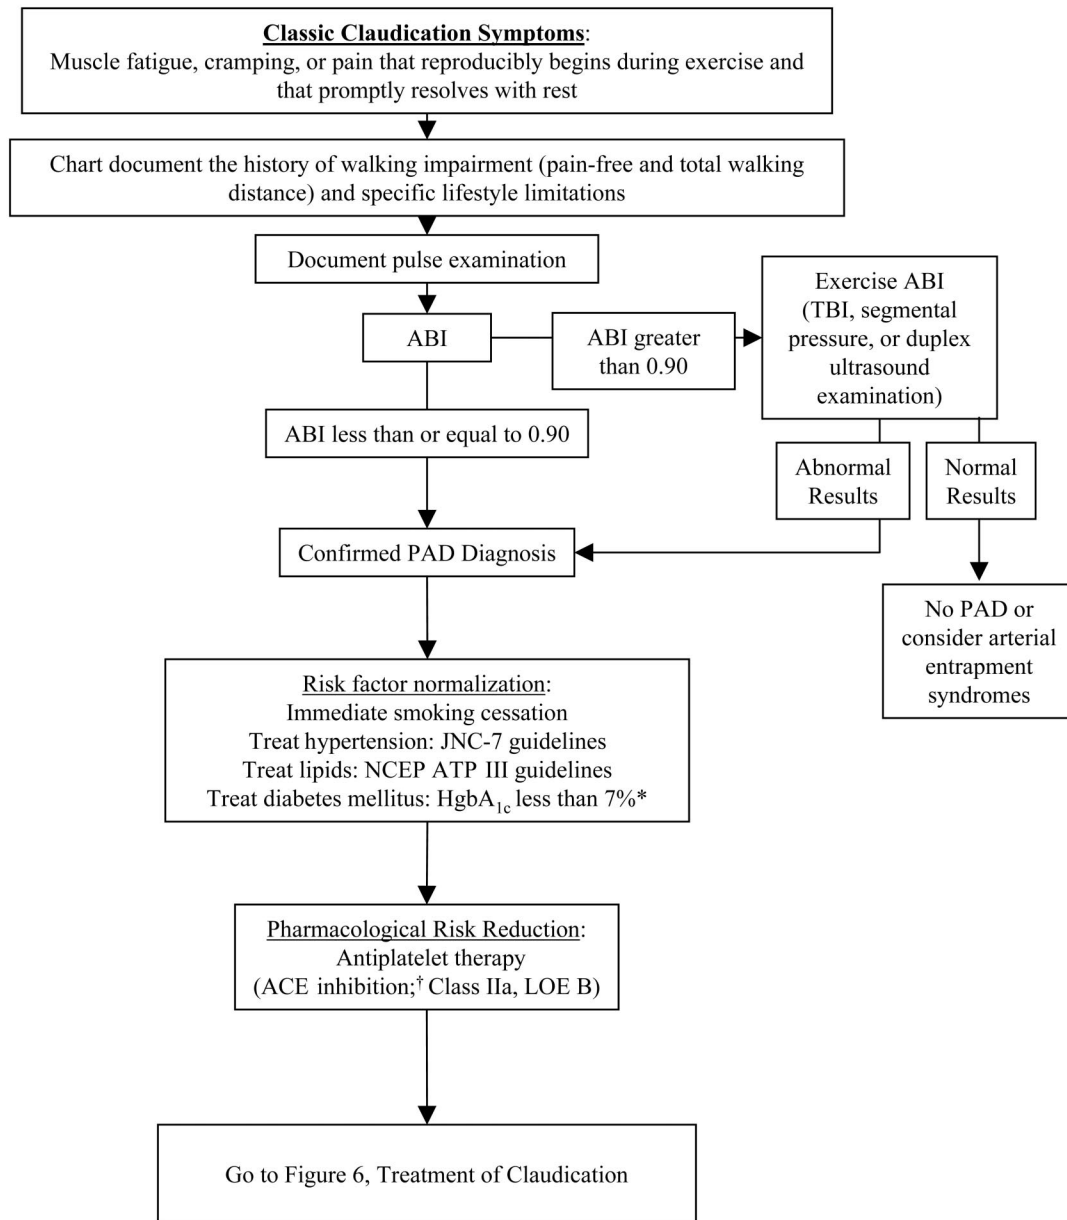 Classic Claudication Symptoms:
Muscle fatigue, cramping, or pain that reproducibly begins during exercise and
that promptly resolves with rest
Chart document the history of walking impairment (pain-free and total walking
distance) and specific lifestyle limitations
Document pulse examination
ABI
ABI greater
than 0.90
Exercise ABI
(TBI, segmental
pressure, or duplex
ultrasound
examination)
ABI less than or equal to 0.90
Abnormal
Results
Normal
Results
Confirmed PAD Diagnosis
No PAD or
consider arterial
entrapment
syndromes
Risk factor normalization:
Immediate smoking cessation
Treat hypertension: JNC-7 guidelines
Treat lipids: NCEP ATP III guidelines
Treat diabetes mellitus: HgbA1c less than 7%*
Pharmacological Risk Reduction:
Antiplatelet therapy
(ACE inhibition;† Class IIa, LOE B)
Go to Figure 6, Treatment of Claudication